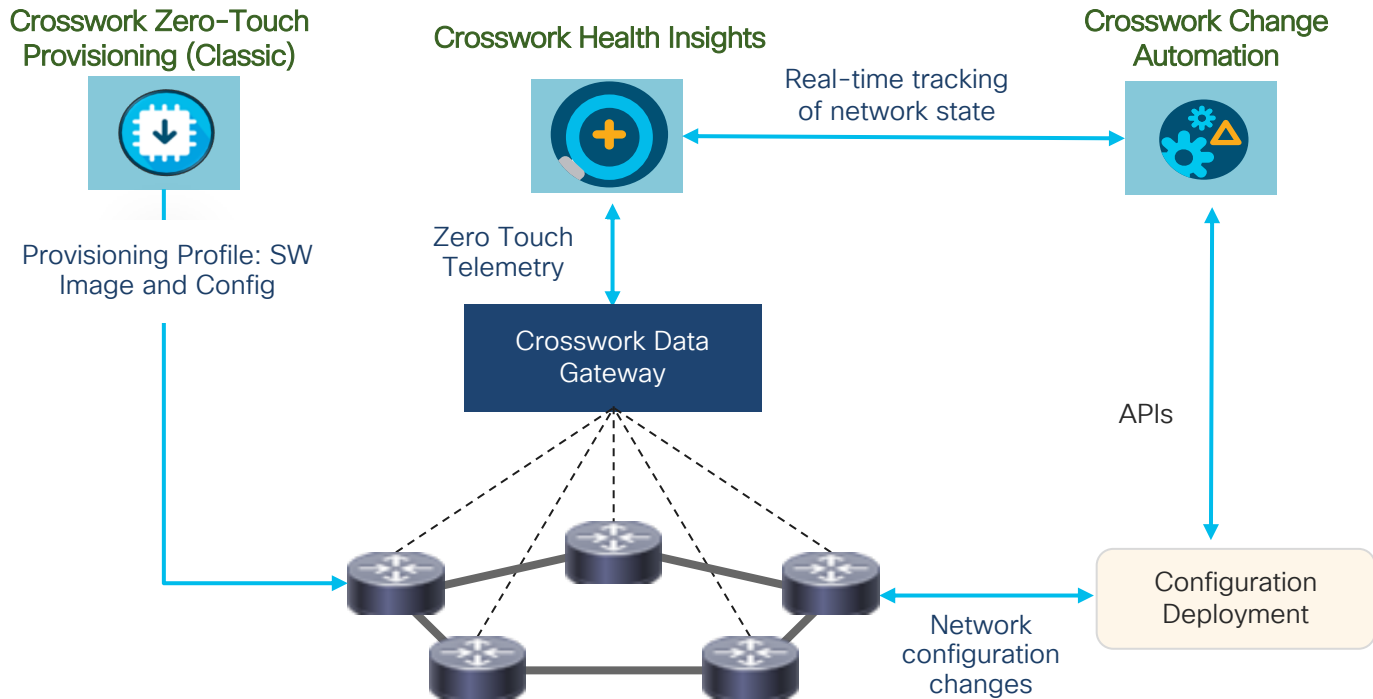 Crosswork Zero-Touch
Provisioning (Classic)
Crosswork Health Insights
Crosswork Change
Automation
Real-time tracking
of network state
Provisioning Profile: SW
Image and Config
Zero Touch
Telemetry
Crosswork Data
Gateway
APIs
Configuration
Deployment
Network
configuration
changes